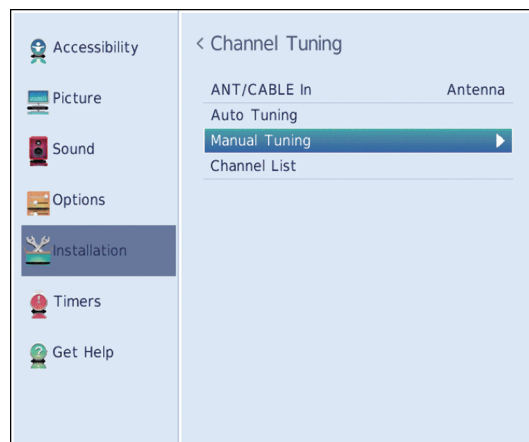 Accessibility
Picture
Sound
Options
Installation
Timers
Get Help
< Channel Tuning
ANT/CABLE In Antenna
Auto Tuning
Manual Tuning
Channel List